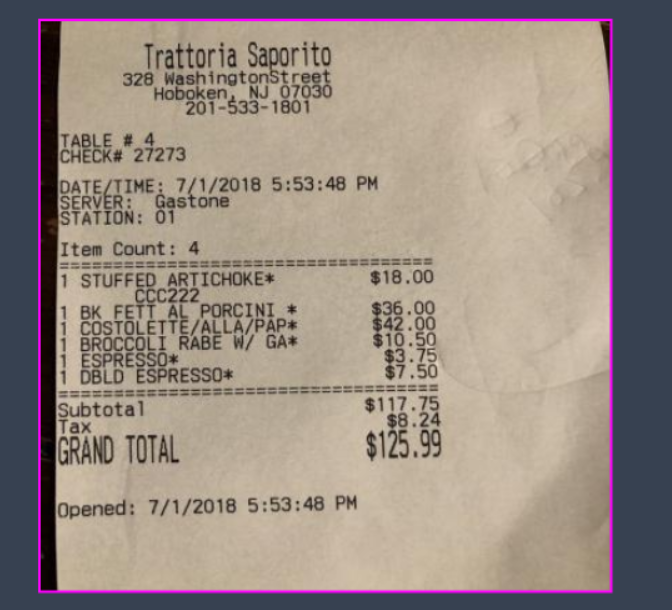 Trattoria Saporito
328 WashingtonStreet
Hoboken, NJ 07030
201-533-1801
TABLE # 4
CHECK# 27273
DATE/TIME: 7/1/2018 5:53:48 PM
SERVER: Gastone
STATION: 01
Item Count: 4
===================================
1 STUFFED ARTICHOKE* $18.00
CCC222
1 BK FETT AL PORCINI * $36.00
1 COSTOLETTE/ALLA/PAP* $42.00
1 BROCCOLI RABE W/ GA* $10.50
1 ESPRESSO* $3.75
1 DBLD ESPRESSO* $7.50
===================================
Subtotal $117.75
Tax $8.24
GRAND TOTAL $125.99
Opened: 7/1/2018 5:53:48 PM